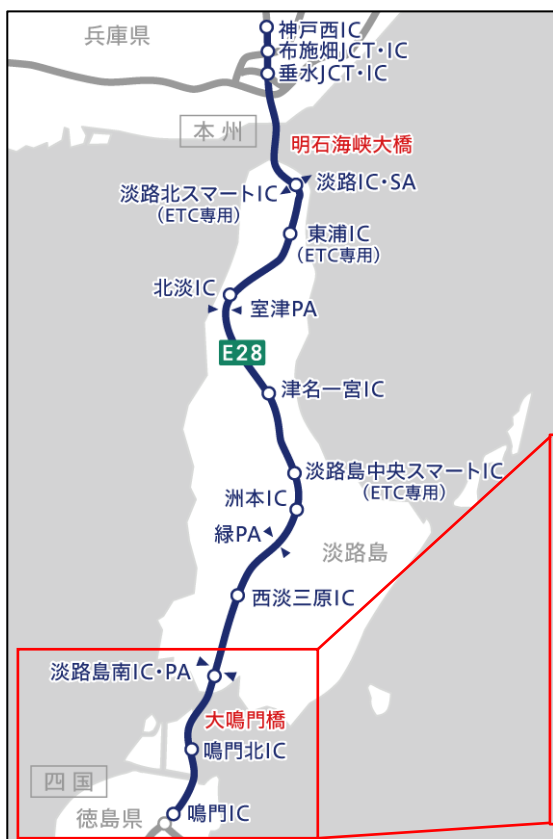 兵庫県
神戸西IC
布施畑JCT・IC
垂水JCT・IC
本州
明石海峡大橋
淡路IC・SA
淡路北スマートIC
(ETC専用)
東浦IC
(ETC専用)
北淡IC
室津PA
E28
津名一宮IC
淡路島中央スマートIC
(ETC専用)
洲本IC
緑PA
淡路島
西淡三原IC
淡路島南IC・PA
大鳴門橋
鳴門北IC
四国
徳島県
鳴門IC